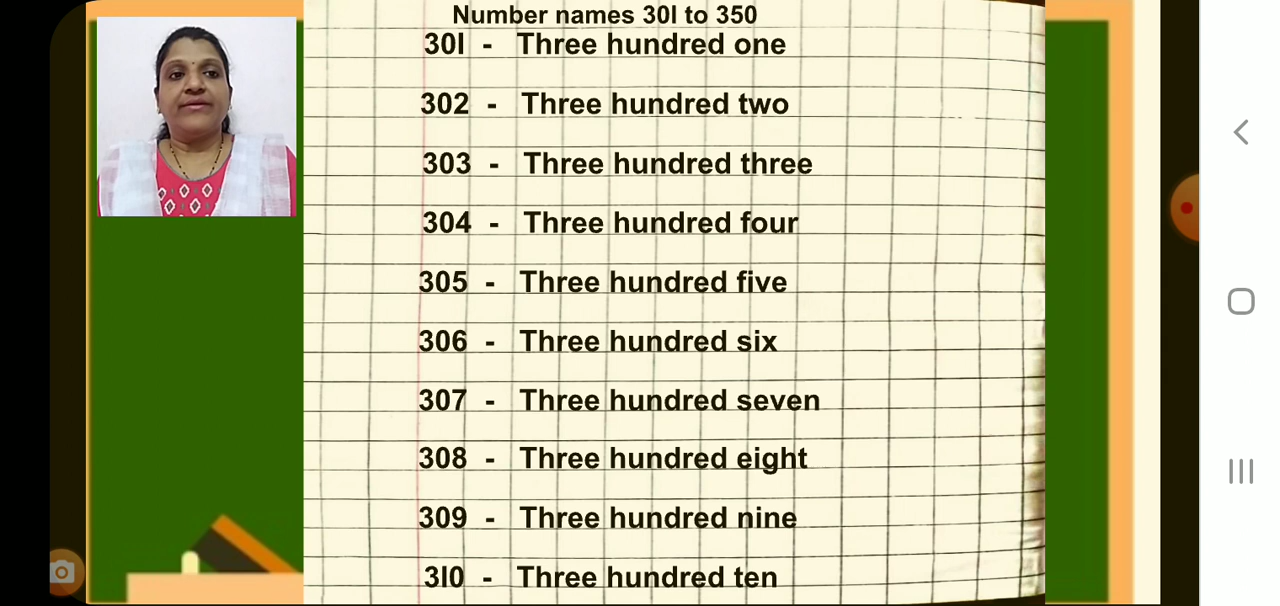 Number names 30l to 350
30l - Three hundred one
302 - Three hundred two
303 - Three hundred three
304 - Three hundred four
305 - Three hundred five
306 - Three hundred six
307 - Three hundred seven
308 - Three hundred eight
309 - Three hundred nine
3l0 - Three hundred ten